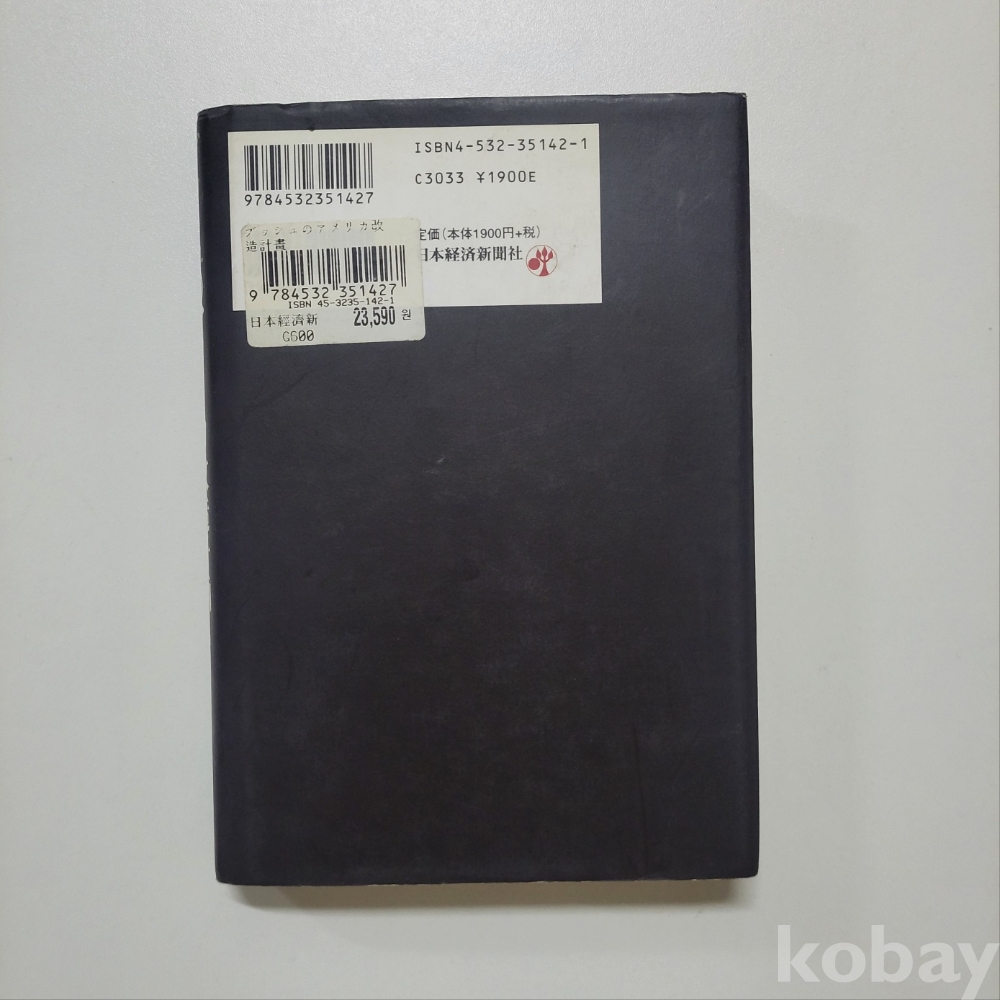 ISBN4-532-35142-1
C3033 ¥1900E
9784532351427
定価(本体1900円+税)
日本経済新聞社
ブッシュのアメリカ改
造計畫
9 784532 351427
ISBN 45-3235-142-1
日本經濟新 23,590 원
G600
kobay